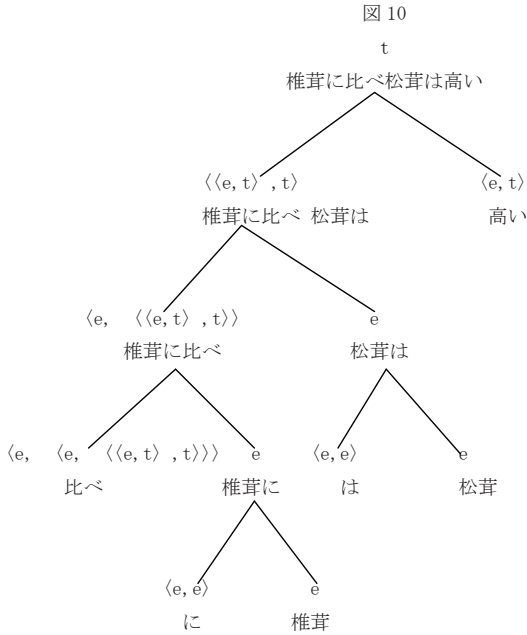 図 10
t
椎茸に比べ松茸は高い
〈〈e,t〉 ,t〉 〈e,t〉
椎茸に比べ 松茸は 高い
〈e, 〈〈e,t〉 ,t〉〉 e
椎茸に比べ 松茸は
〈e, 〈e, 〈〈e,t〉 ,t〉〉〉 e 〈e,e〉 e
比べ 椎茸に は 松茸
〈e,e〉 e
に 椎茸